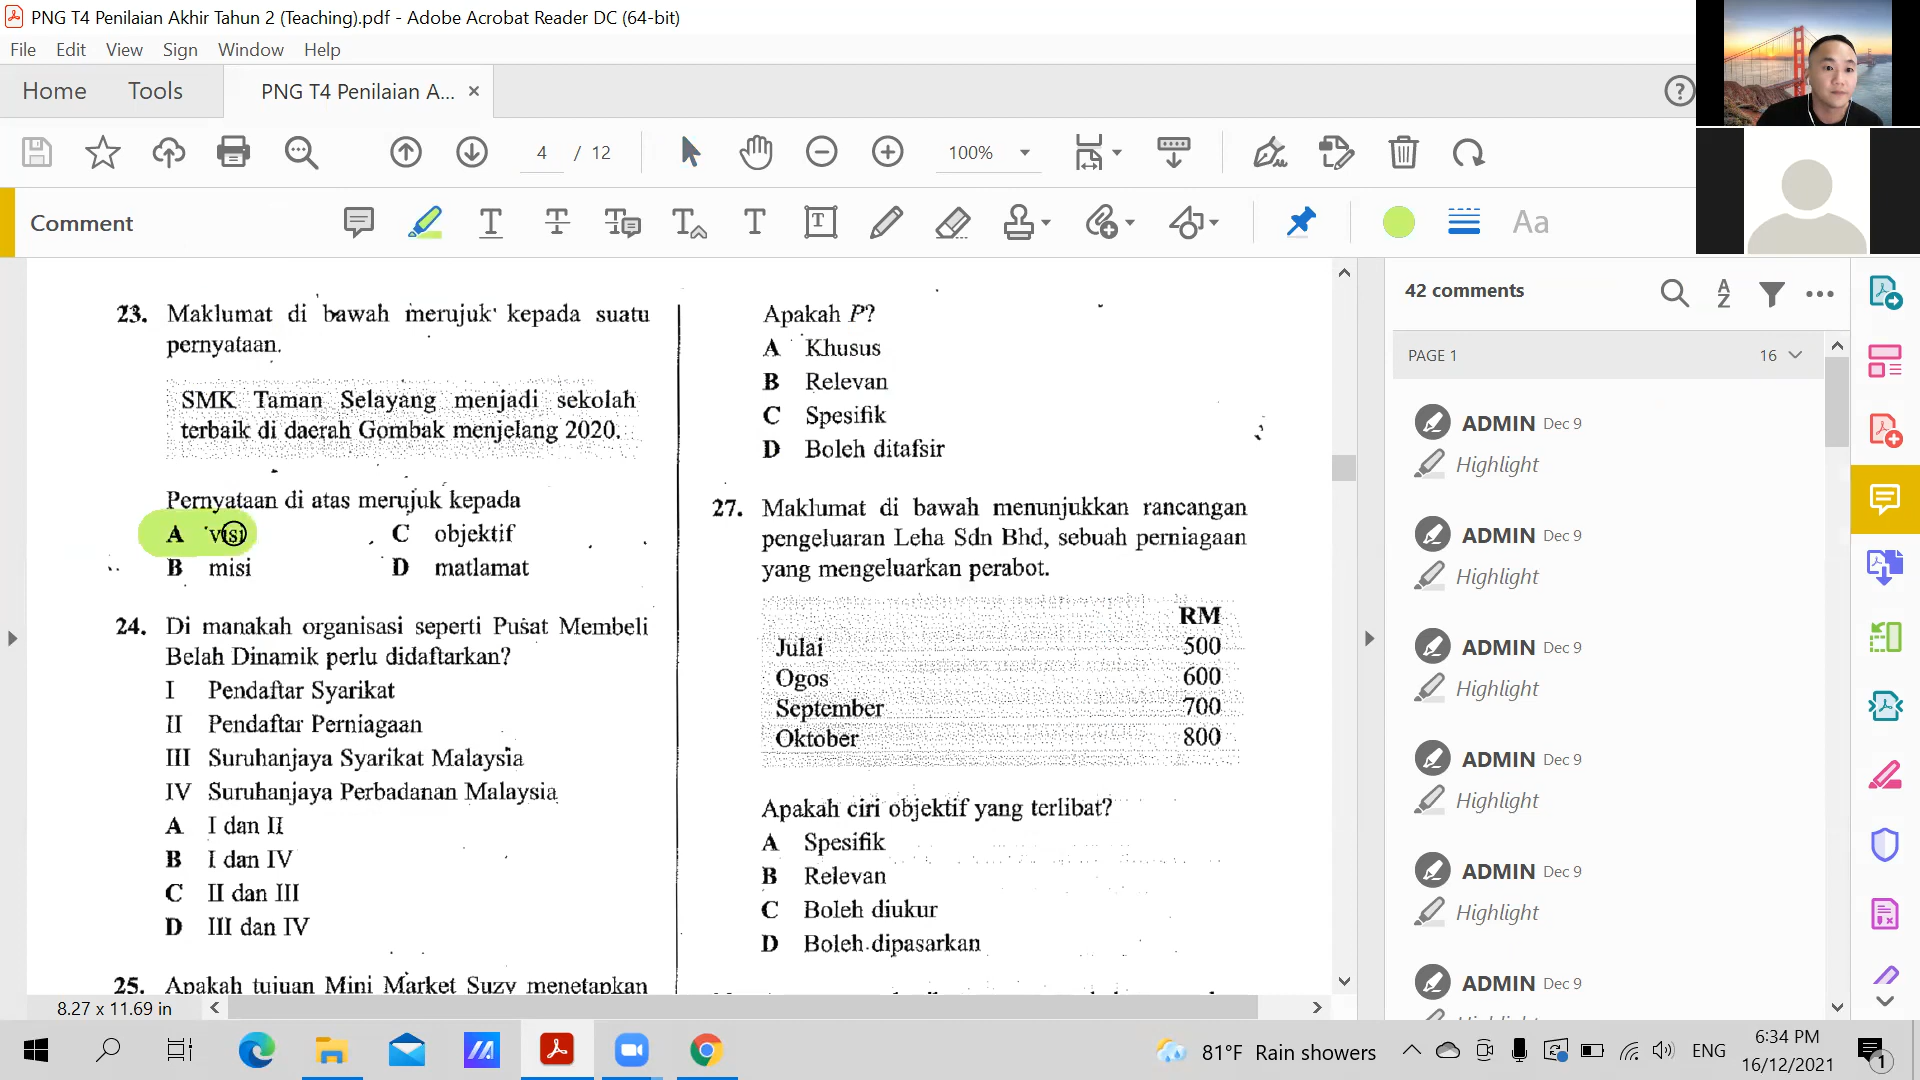 PNG T4 Penilaian Akhir Tahun 2 (Teaching).pdf - Adobe Acrobat Reader DC (64-bit)
File Edit View Sign Window Help
Home Tools PNG T4 Penilaian A... ×
4 / 12 100%
Comment
Aa
23. Maklumat di bawah merujuk kepada suatu
pernyataan.
SMK Taman Selayang menjadi sekolah
terbaik di daerah Gombak menjelang 2020.
Pernyataan di atas merujuk kepada
A visi C objektif
B misi D matlamat
24. Di manakah organisasi seperti Pusat Membeli
Belah Dinamik perlu didaftarkan?
I Pendaftar Syarikat
II Pendaftar Perniagaan
III Suruhanjaya Syarikat Malaysia
IV Suruhanjaya Perbadanan Malaysia
A I dan II
B I dan IV
C II dan III
D III dan IV
25. Apakah tujuan Mini Market Suzy menetapkan
Apakah P?
A Khusus
B Relevan
C Spesifik
D Boleh ditafsir
27. Maklumat di bawah menunjukkan rancangan
pengeluaran Leha Sdn Bhd, sebuah perniagaan
yang mengeluarkan perabot.
RM
Julai 500
Ogos 600
September 700
Oktober 800
Apakah ciri objektif yang terlibat?
A Spesifik
B Relevan
C Boleh diukur
D Boleh dipasarkan
8.27 x 11.69 in
42 comments
PAGE 1 16
ADMIN Dec 9
Highlight
ADMIN Dec 9
Highlight
ADMIN Dec 9
Highlight
ADMIN Dec 9
Highlight
ADMIN Dec 9
Highlight
ADMIN Dec 9
81°F Rain showers
ENG
6:34 PM
16/12/2021
1